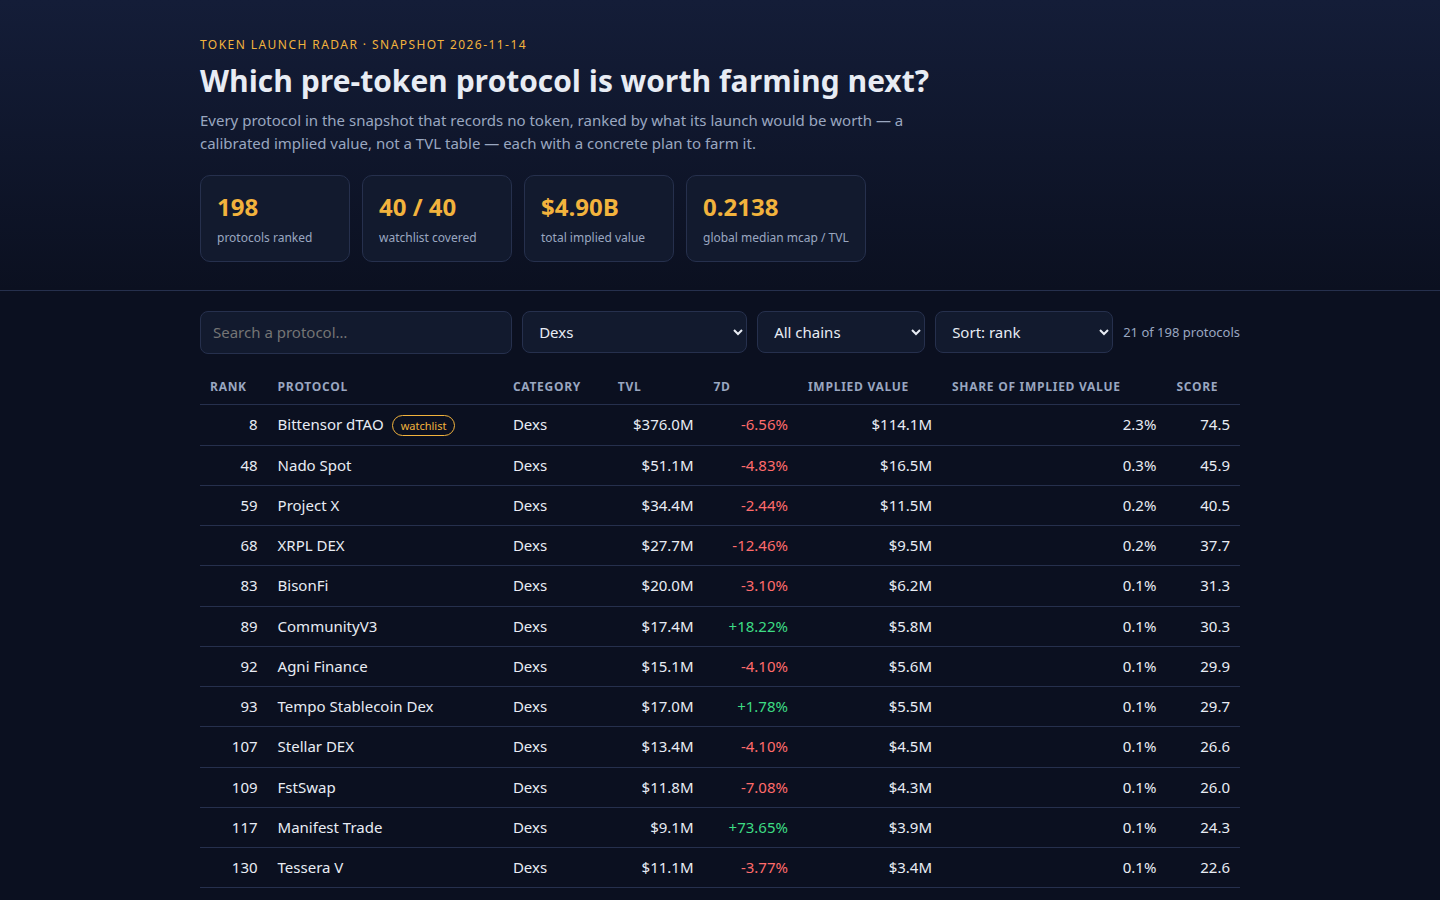 TOKEN LAUNCH RADAR · SNAPSHOT 2026-11-14
Which pre-token protocol is worth farming next?
Every protocol in the snapshot that records no token, ranked by what its launch would be worth — a
calibrated implied value, not a TVL table — each with a concrete plan to farm it.
198 40 / 40 $4.90B 0.2138
protocols ranked watchlist covered total implied value global median mcap / TVL
Search a protocol... Dexs All chains Sort: rank 21 of 198 protocols
RANK PROTOCOL CATEGORY TVL 7D IMPLIED VALUE SHARE OF IMPLIED VALUE SCORE
8 Bittensor dTAO watchlist Dexs $376.0M -6.56% $114.1M 2.3% 74.5
48 Nado Spot Dexs $51.1M -4.83% $16.5M 0.3% 45.9
59 Project X Dexs $34.4M -2.44% $11.5M 0.2% 40.5
68 XRPL DEX Dexs $27.7M -12.46% $9.5M 0.2% 37.7
83 BisonFi Dexs $20.0M -3.10% $6.2M 0.1% 31.3
89 CommunityV3 Dexs $17.4M +18.22% $5.8M 0.1% 30.3
92 Agni Finance Dexs $15.1M -4.10% $5.6M 0.1% 29.9
93 Tempo Stablecoin Dex Dexs $17.0M +1.78% $5.5M 0.1% 29.7
107 Stellar DEX Dexs $13.4M -4.10% $4.5M 0.1% 26.6
109 FstSwap Dexs $11.8M -7.08% $4.3M 0.1% 26.0
117 Manifest Trade Dexs $9.1M +73.65% $3.9M 0.1% 24.3
130 Tessera V Dexs $11.1M -3.77% $3.4M 0.1% 22.6